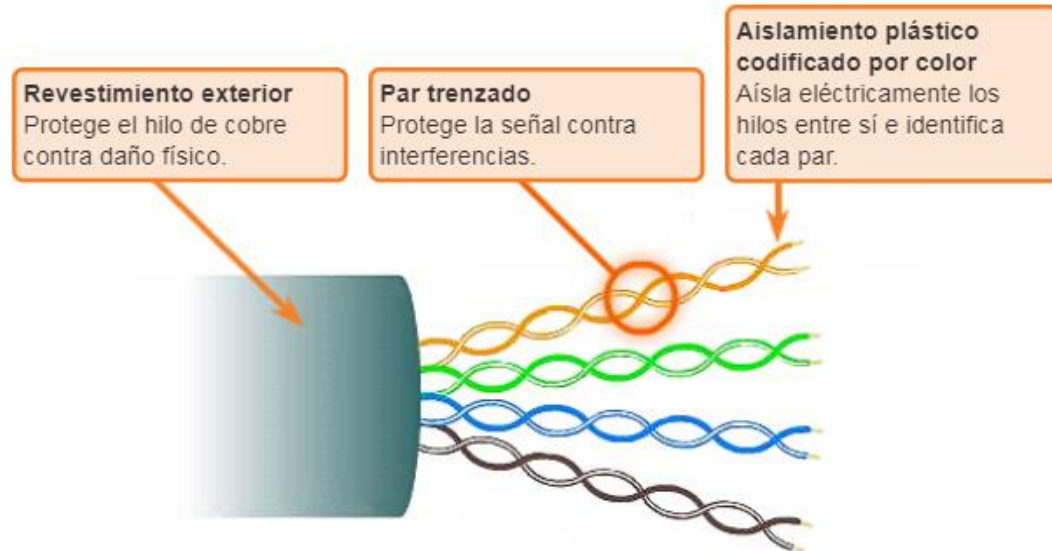 Revestimiento exterior
Protege el hilo de cobre
contra daño físico.
Par trenzado
Protege la señal contra
interferencias.
Aislamiento plástico
codificado por color
Aísla eléctricamente los
hilos entre sí e identifica
cada par.